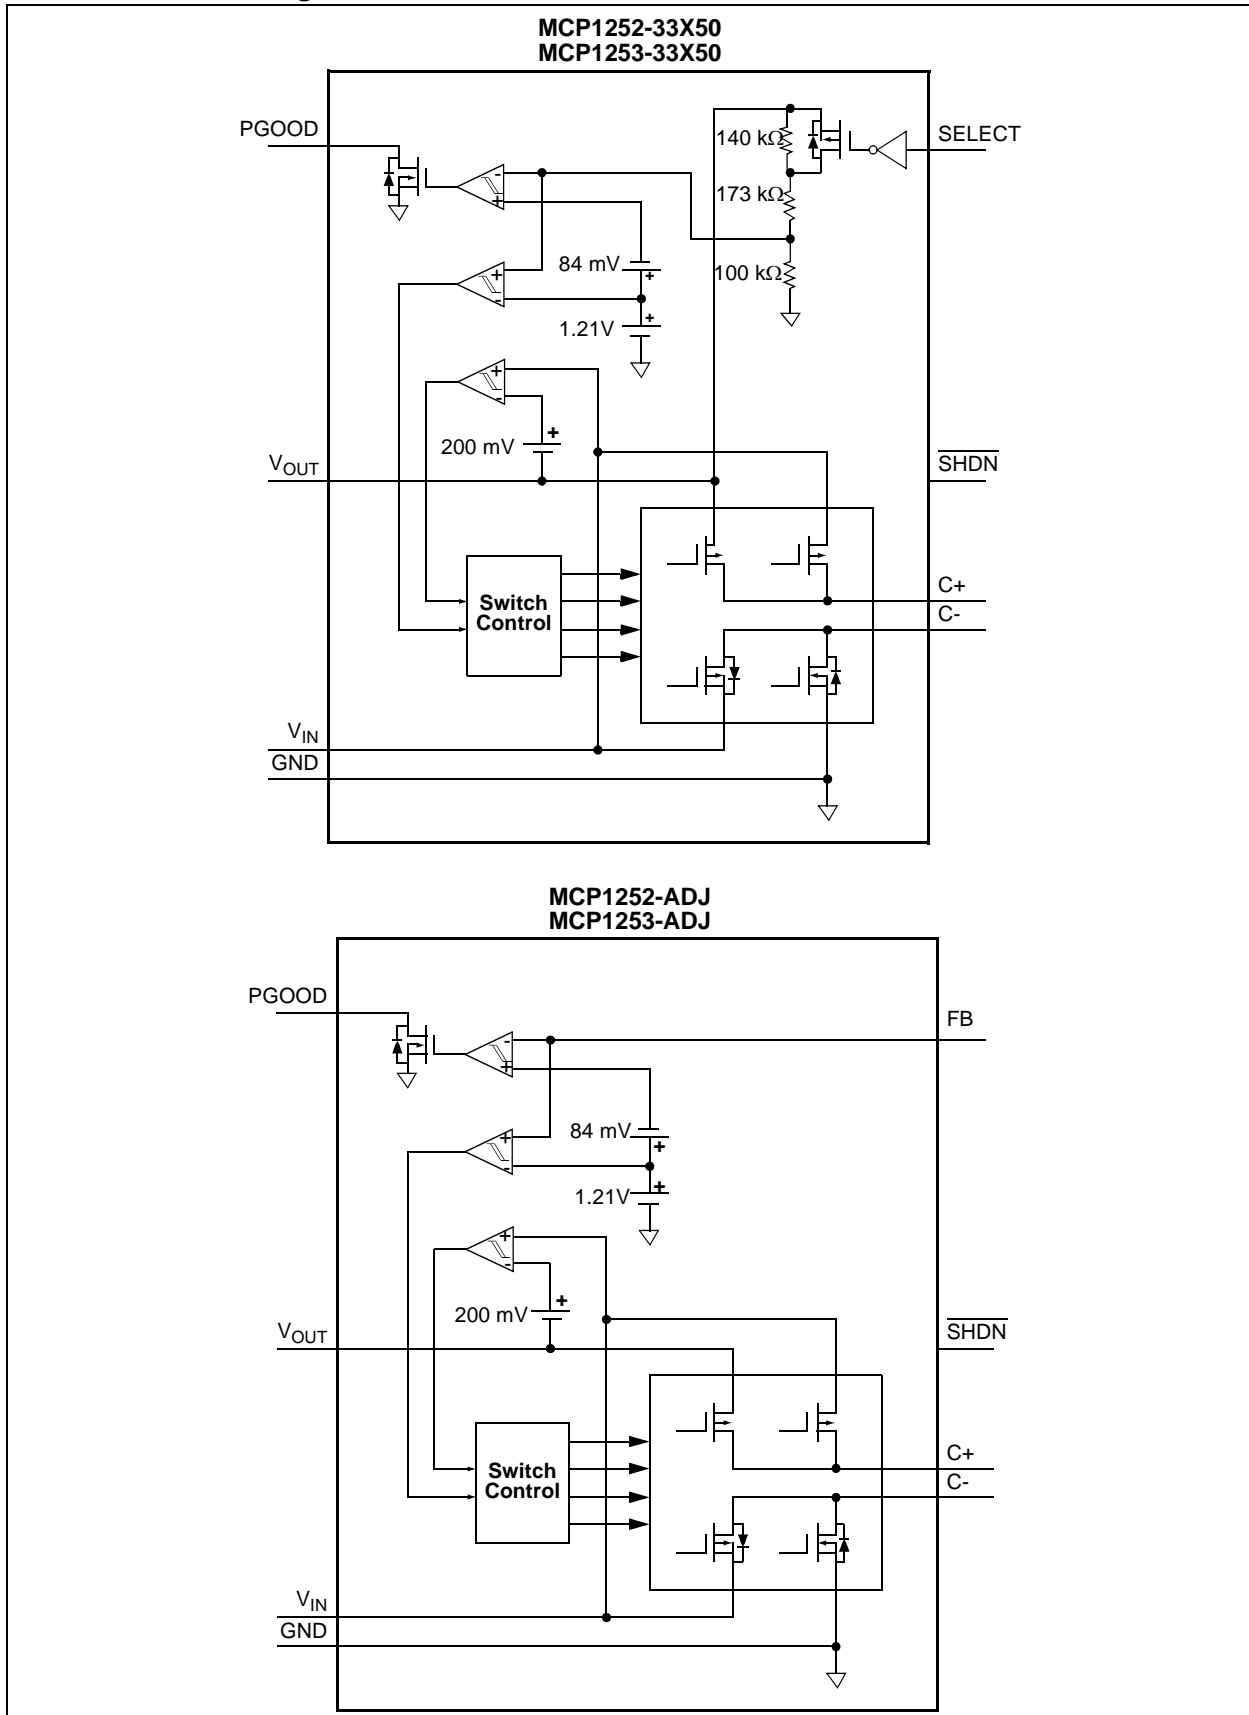 MCP1252-33X50
MCP1253-33X50
PGOOD
SELECT
140 kΩ
173 kΩ
100 kΩ
-
+
84 mV
+
+
-
1.21V
+
+
-
200 mV
+
VOUT
SHDN
Switch
Control
C+
C-
VIN
GND
MCP1252-ADJ
MCP1253-ADJ
PGOOD
FB
-
+
84 mV
+
+
-
1.21V
+
+
-
200 mV
+
VOUT
SHDN
Switch
Control
C+
C-
VIN
GND